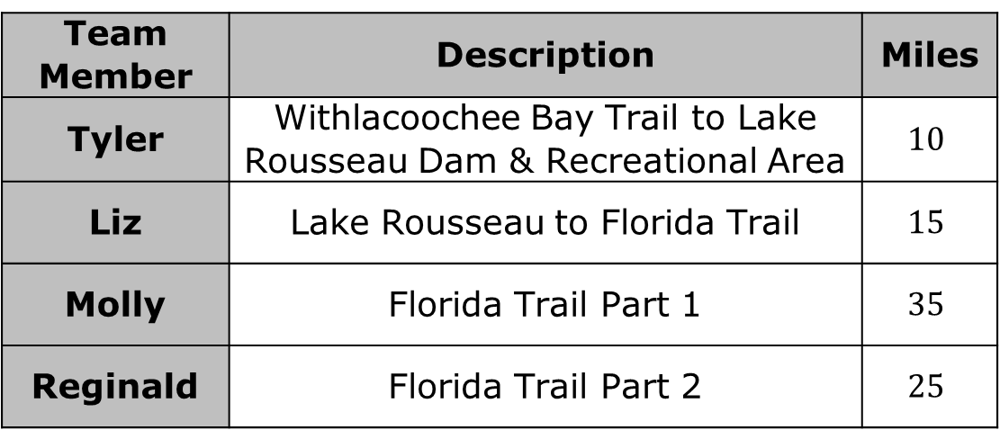 Team
Member
Description
Miles
Tyler
Withlacoochee Bay Trail to Lake
Rousseau Dam & Recreational Area
10
Liz
Lake Rousseau to Florida Trail
15
Molly
Florida Trail Part 1
35
Reginald
Florida Trail Part 2
25